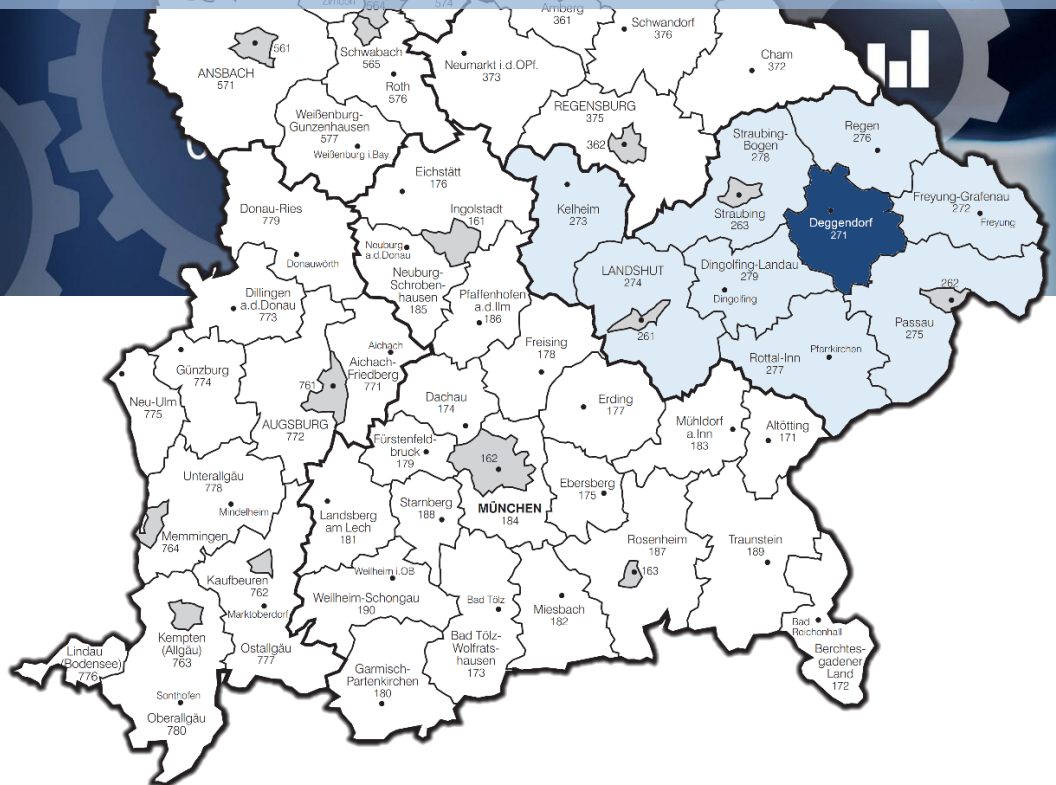 564
574
Amberg
361
Schwandorf
376
Cham
372
561
ANSBACH
571
Schwabach
565
Roth
576
Neumarkt i.d.OPf.
373
REGENSBURG
375
362
Weißenburg-
Gunzenhausen
577
Weißenburg i.Bay.
Straubing-
Bogen
278
Regen
276
Eichstätt
176
Ingolstadt
161
Kelheim
273
Straubing
263
Deggendorf
271
Freyung-Grafenau
272
Freyung
Donau-Ries
779
Donauwörth
Neuburg
a.d.Donau
Neuburg-
Schroben-
hausen
185
LANDSHUT
274
261
Dingolfing-Landau
279
Dingolfing
262
Passau
275
Dillingen
a.d.Donau
773
Pfaffenhofen
a.d.Ilm
186
Freising
178
Rottal-Inn
277
Pfarrkirchen
Günzburg
774
Aichach
Aichach-
Friedberg
771
761
AUGSBURG
772
Neu-Ulm
775
Dachau
174
Erding
177
Mühldorf
a.Inn
183
Altötting
171
Fürstenfeld-
bruck
179
162
MÜNCHEN
184
Ebersberg
175
Unterallgäu
778
Mindelheim
Memmingen
764
Landsberg
am Lech
181
Starnberg
188
Rosenheim
187
163
Traunstein
189
Kaufbeuren
762
Marktoberdorf
Weilheim i.OB
Weilheim-Schongau
190
Bad Tölz
Bad Tölz-
Wolfrats-
hausen
173
Miesbach
182
Bad
Reichenhall
Berchtes-
gadener
Land
172
Lindau
(Bodensee)
776
Kempten
(Allgäu)
763
Ostallgäu
777
Garmisch-
Partenkirchen
180
Sonthofen
Oberallgäu
780